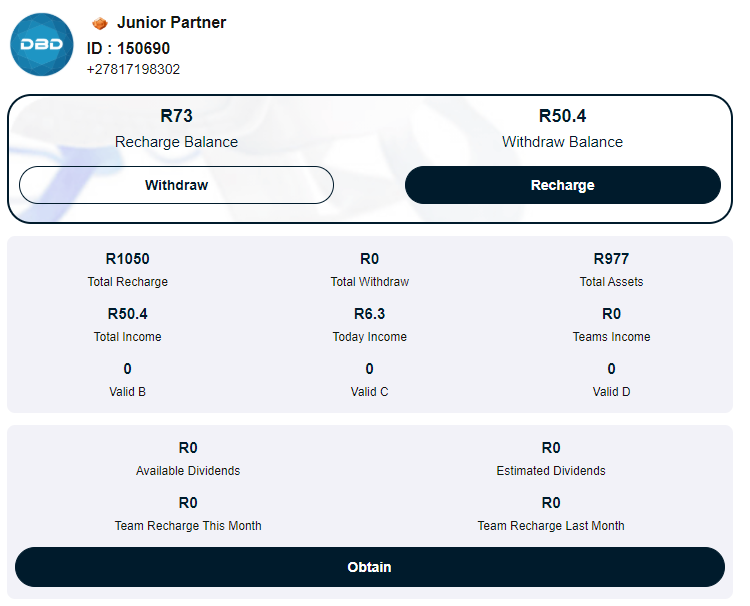 DBD
Junior Partner
ID : 150690
+27817198302
R73
R50.4
Recharge Balance
Withdraw Balance
Withdraw
Recharge
R1050
R0
R977
Total Recharge
Total Withdraw
Total Assets
R50.4
R6.3
R0
Total Income
Today Income
Teams Income
0
0
0
Valid B
Valid C
Valid D
R0
R0
Available Dividends
Estimated Dividends
R0
R0
Team Recharge This Month
Team Recharge Last Month
Obtain